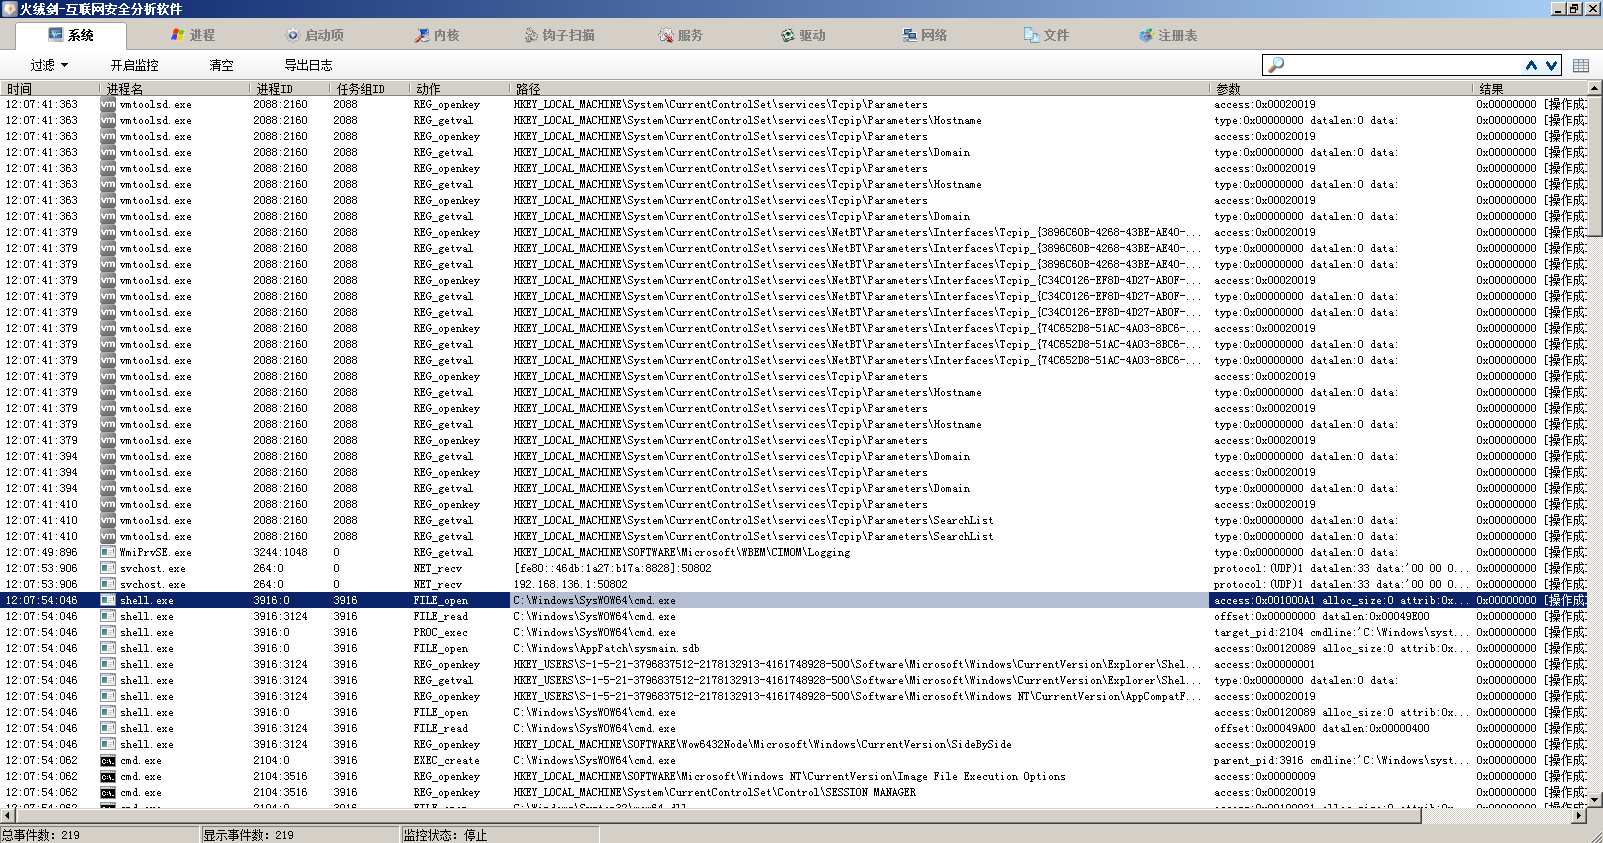 火绒剑-互联网安全分析软件
系统 进程 启动项 内核 钩子扫描 服务 驱动 网络 文件 注册表
过滤 开启监控 清空 导出日志
时间 进程名 进程ID 任务组ID 动作 路径 参数 结果
12:07:41:363 vmtoolsd.exe 2088:2160 2088 REG_openkey HKEY_LOCAL_MACHINE\System\CurrentControlSet\services\Tcpip\Parameters access:0x00020019 0x00000000 [操作成
12:07:41:363 vmtoolsd.exe 2088:2160 2088 REG_getval HKEY_LOCAL_MACHINE\System\CurrentControlSet\services\Tcpip\Parameters\Hostname type:0x00000000 datalen:0 data: 0x00000000 [操作成
12:07:41:363 vmtoolsd.exe 2088:2160 2088 REG_openkey HKEY_LOCAL_MACHINE\System\CurrentControlSet\services\Tcpip\Parameters access:0x00020019 0x00000000 [操作成
12:07:41:363 vmtoolsd.exe 2088:2160 2088 REG_getval HKEY_LOCAL_MACHINE\System\CurrentControlSet\services\Tcpip\Parameters\Domain type:0x00000000 datalen:0 data: 0x00000000 [操作成
12:07:41:363 vmtoolsd.exe 2088:2160 2088 REG_openkey HKEY_LOCAL_MACHINE\System\CurrentControlSet\services\Tcpip\Parameters access:0x00020019 0x00000000 [操作成
12:07:41:363 vmtoolsd.exe 2088:2160 2088 REG_getval HKEY_LOCAL_MACHINE\System\CurrentControlSet\services\Tcpip\Parameters\Hostname type:0x00000000 datalen:0 data: 0x00000000 [操作成
12:07:41:363 vmtoolsd.exe 2088:2160 2088 REG_openkey HKEY_LOCAL_MACHINE\System\CurrentControlSet\services\Tcpip\Parameters access:0x00020019 0x00000000 [操作成
12:07:41:363 vmtoolsd.exe 2088:2160 2088 REG_getval HKEY_LOCAL_MACHINE\System\CurrentControlSet\services\Tcpip\Parameters\Domain type:0x00000000 datalen:0 data: 0x00000000 [操作成
12:07:41:379 vmtoolsd.exe 2088:2160 2088 REG_openkey HKEY_LOCAL_MACHINE\System\CurrentControlSet\services\NetBT\Parameters\Interfaces\Tcpip_{3896C60B-4268-43BE-AE40-... access:0x00020019 0x00000000 [操作成
12:07:41:379 vmtoolsd.exe 2088:2160 2088 REG_getval HKEY_LOCAL_MACHINE\System\CurrentControlSet\services\NetBT\Parameters\Interfaces\Tcpip_{3896C60B-4268-43BE-AE40-... type:0x00000000 datalen:0 data: 0x00000000 [操作成
12:07:41:379 vmtoolsd.exe 2088:2160 2088 REG_getval HKEY_LOCAL_MACHINE\System\CurrentControlSet\services\NetBT\Parameters\Interfaces\Tcpip_{3896C60B-4268-43BE-AE40-... type:0x00000000 datalen:0 data: 0x00000000 [操作成
12:07:41:379 vmtoolsd.exe 2088:2160 2088 REG_openkey HKEY_LOCAL_MACHINE\System\CurrentControlSet\services\NetBT\Parameters\Interfaces\Tcpip_{C34C0126-EF8D-4D27-AB0F-... access:0x00020019 0x00000000 [操作成
12:07:41:379 vmtoolsd.exe 2088:2160 2088 REG_getval HKEY_LOCAL_MACHINE\System\CurrentControlSet\services\NetBT\Parameters\Interfaces\Tcpip_{C34C0126-EF8D-4D27-AB0F-... type:0x00000000 datalen:0 data: 0x00000000 [操作成
12:07:41:379 vmtoolsd.exe 2088:2160 2088 REG_getval HKEY_LOCAL_MACHINE\System\CurrentControlSet\services\NetBT\Parameters\Interfaces\Tcpip_{C34C0126-EF8D-4D27-AB0F-... type:0x00000000 datalen:0 data: 0x00000000 [操作成
12:07:41:379 vmtoolsd.exe 2088:2160 2088 REG_openkey HKEY_LOCAL_MACHINE\System\CurrentControlSet\services\NetBT\Parameters\Interfaces\Tcpip_{74C652D8-51AC-4A03-8BC6-... access:0x00020019 0x00000000 [操作成
12:07:41:379 vmtoolsd.exe 2088:2160 2088 REG_getval HKEY_LOCAL_MACHINE\System\CurrentControlSet\services\NetBT\Parameters\Interfaces\Tcpip_{74C652D8-51AC-4A03-8BC6-... type:0x00000000 datalen:0 data: 0x00000000 [操作成
12:07:41:379 vmtoolsd.exe 2088:2160 2088 REG_getval HKEY_LOCAL_MACHINE\System\CurrentControlSet\services\NetBT\Parameters\Interfaces\Tcpip_{74C652D8-51AC-4A03-8BC6-... type:0x00000000 datalen:0 data: 0x00000000 [操作成
12:07:41:379 vmtoolsd.exe 2088:2160 2088 REG_openkey HKEY_LOCAL_MACHINE\System\CurrentControlSet\services\Tcpip\Parameters access:0x00020019 0x00000000 [操作成
12:07:41:379 vmtoolsd.exe 2088:2160 2088 REG_getval HKEY_LOCAL_MACHINE\System\CurrentControlSet\services\Tcpip\Parameters\Hostname type:0x00000000 datalen:0 data: 0x00000000 [操作成
12:07:41:379 vmtoolsd.exe 2088:2160 2088 REG_openkey HKEY_LOCAL_MACHINE\System\CurrentControlSet\services\Tcpip\Parameters access:0x00020019 0x00000000 [操作成
12:07:41:379 vmtoolsd.exe 2088:2160 2088 REG_getval HKEY_LOCAL_MACHINE\System\CurrentControlSet\services\Tcpip\Parameters\Hostname type:0x00000000 datalen:0 data: 0x00000000 [操作成
12:07:41:379 vmtoolsd.exe 2088:2160 2088 REG_openkey HKEY_LOCAL_MACHINE\System\CurrentControlSet\services\Tcpip\Parameters access:0x00020019 0x00000000 [操作成
12:07:41:394 vmtoolsd.exe 2088:2160 2088 REG_getval HKEY_LOCAL_MACHINE\System\CurrentControlSet\services\Tcpip\Parameters\Domain type:0x00000000 datalen:0 data: 0x00000000 [操作成
12:07:41:394 vmtoolsd.exe 2088:2160 2088 REG_openkey HKEY_LOCAL_MACHINE\System\CurrentControlSet\services\Tcpip\Parameters access:0x00020019 0x00000000 [操作成
12:07:41:394 vmtoolsd.exe 2088:2160 2088 REG_getval HKEY_LOCAL_MACHINE\System\CurrentControlSet\services\Tcpip\Parameters\Domain type:0x00000000 datalen:0 data: 0x00000000 [操作成
12:07:41:410 vmtoolsd.exe 2088:2160 2088 REG_openkey HKEY_LOCAL_MACHINE\System\CurrentControlSet\services\Tcpip\Parameters access:0x00020019 0x00000000 [操作成
12:07:41:410 vmtoolsd.exe 2088:2160 2088 REG_getval HKEY_LOCAL_MACHINE\System\CurrentControlSet\services\Tcpip\Parameters\SearchList type:0x00000000 datalen:0 data: 0x00000000 [操作成
12:07:41:410 vmtoolsd.exe 2088:2160 2088 REG_getval HKEY_LOCAL_MACHINE\System\CurrentControlSet\services\Tcpip\Parameters\SearchList type:0x00000000 datalen:0 data: 0x00000000 [操作成
12:07:49:896 WmiPrvSE.exe 3244:1048 0 REG_getval HKEY_LOCAL_MACHINE\SOFTWARE\Microsoft\WBEM\CIMOM\Logging type:0x00000000 datalen:0 data: 0x00000000 [操作成
12:07:53:906 svchost.exe 264:0 0 NET_recv [fe80::46db:1a27:b17a:8828]:50802 protocol:(UDP)1 datalen:33 data:'00 00 0... 0x00000000 [操作成
12:07:53:906 svchost.exe 264:0 0 NET_recv 192.168.136.1:50802 protocol:(UDP)1 datalen:33 data:'00 00 0... 0x00000000 [操作成
12:07:54:046 shell.exe 3916:0 3916 FILE_open C:\Windows\SysWOW64\cmd.exe access:0x001000A1 alloc_size:0 attrib:0x... 0x00000000 [操作成
12:07:54:046 shell.exe 3916:3124 3916 FILE_read C:\Windows\SysWOW64\cmd.exe offset:0x00000000 datalen:0x00049E00 0x00000000 [操作成
12:07:54:046 shell.exe 3916:0 3916 PROC_exec C:\Windows\SysWOW64\cmd.exe target_pid:2104 cmdline:'C:\Windows\syst... 0x00000000 [操作成
12:07:54:046 shell.exe 3916:0 3916 FILE_open C:\Windows\AppPatch\sysmain.sdb access:0x00120089 alloc_size:0 attrib:0x... 0x00000000 [操作成
12:07:54:046 shell.exe 3916:3124 3916 REG_openkey HKEY_USERS\S-1-5-21-3796837512-2178132913-4161748928-500\Software\Microsoft\Windows\CurrentVersion\Explorer\Shel... access:0x00000001 0x00000000 [操作成
12:07:54:046 shell.exe 3916:3124 3916 REG_getval HKEY_USERS\S-1-5-21-3796837512-2178132913-4161748928-500\Software\Microsoft\Windows\CurrentVersion\Explorer\Shel... type:0x00000000 datalen:0 data: 0x00000000 [操作成
12:07:54:046 shell.exe 3916:3124 3916 REG_openkey HKEY_USERS\S-1-5-21-3796837512-2178132913-4161748928-500\Software\Microsoft\Windows NT\CurrentVersion\AppCompatF... access:0x00020019 0x00000000 [操作成
12:07:54:046 shell.exe 3916:0 3916 FILE_open C:\Windows\SysWOW64\cmd.exe access:0x00120089 alloc_size:0 attrib:0x... 0x00000000 [操作成
12:07:54:046 shell.exe 3916:3124 3916 FILE_read C:\Windows\SysWOW64\cmd.exe offset:0x00049A00 datalen:0x00000400 0x00000000 [操作成
12:07:54:046 shell.exe 3916:3124 3916 REG_openkey HKEY_LOCAL_MACHINE\SOFTWARE\Wow6432Node\Microsoft\Windows\CurrentVersion\SideBySide access:0x00020019 0x00000000 [操作成
12:07:54:062 cmd.exe 2104:0 3916 EXEC_create C:\Windows\SysWOW64\cmd.exe parent_pid:3916 cmdline:'C:\Windows\syst... 0x00000000 [操作成
12:07:54:062 cmd.exe 2104:3516 3916 REG_openkey HKEY_LOCAL_MACHINE\SOFTWARE\Microsoft\Windows NT\CurrentVersion\Image File Execution Options access:0x00000009 0x00000000 [操作成
12:07:54:062 cmd.exe 2104:3516 3916 REG_openkey HKEY_LOCAL_MACHINE\System\CurrentControlSet\Control\SESSION MANAGER access:0x00020019 0x00000000 [操作成
总事件数: 219 显示事件数: 219 监控状态: 停止